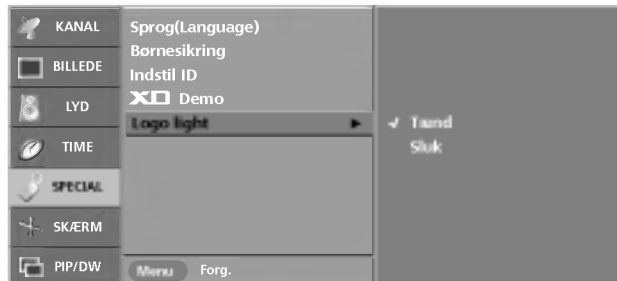 KANAL
BILLEDE
LYD
TIME
SPECIAL
SKÆRM
PIP/DW
Sprog(Language)
Børnesikring
Indstil ID
XD Demo
Logo light
Tænd
Sluk
Menu Forg.